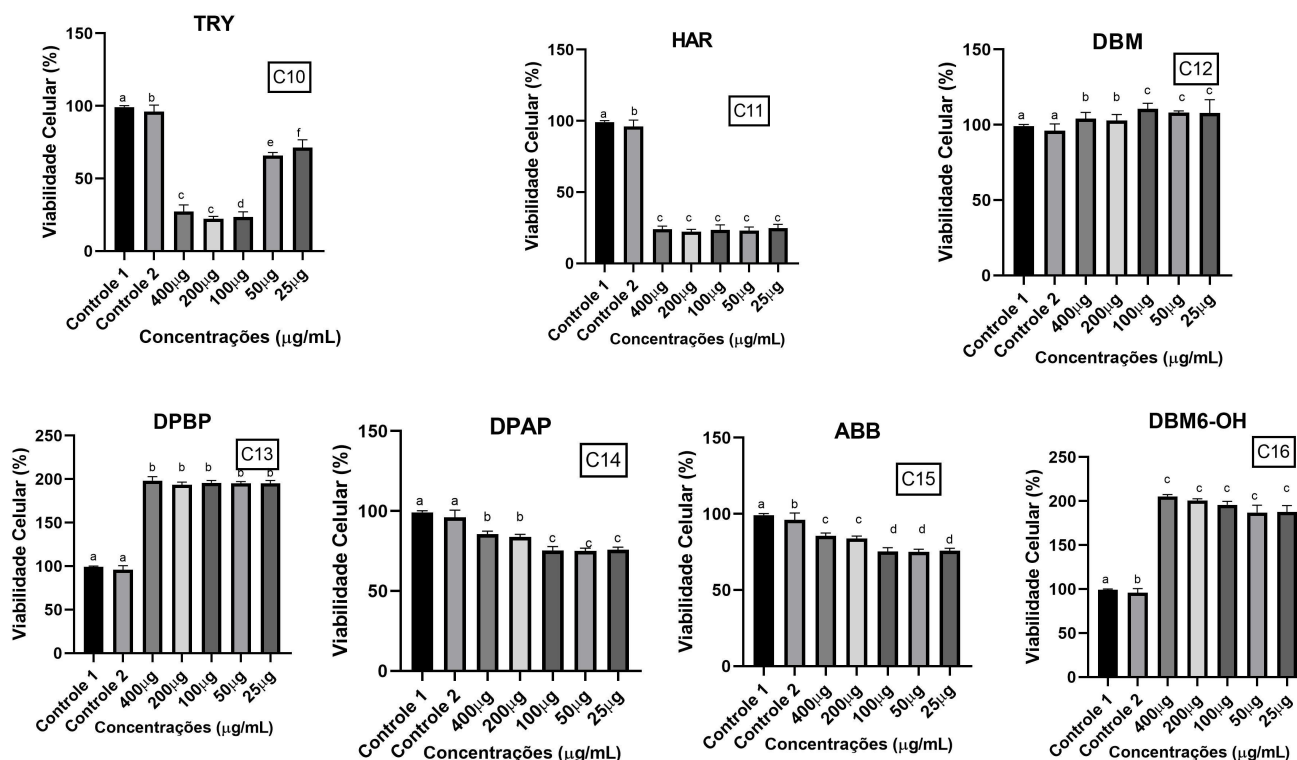 TRY
C10
Viabilidade Celular (%)
150
100
50
0
a b c c d e f
Controle 1
Controle 2
400μg
200μg
100μg
50μg
25μg
Concentrações (μg/mL)
HAR
C11
Viabilidade Celular (%)
150
100
50
0
a b c c c c c
Controle 1
Controle 2
400μg
200μg
100μg
50μg
25μg
Concentrações (μg/mL)
DBM
C12
Viabilidade Celular (%)
150
100
50
0
a a b b c c c
Controle 1
Controle 2
400μg
200μg
100μg
50μg
25μg
Concentrações (μg/mL)
DPBP
C13
Viabilidade Celular (%)
250
200
150
100
50
0
a a b b b b b
Controle 1
Controle 2
400μg
200μg
100μg
50μg
25μg
Concentrações (μg/mL)
DPAP
C14
Viabilidade Celular (%)
150
100
50
0
a a b b c c c
Controle 1
Controle 2
400μg
200μg
100μg
50μg
25μg
Concentrações (μg/mL)
ABB
C15
Viabilidade Celular (%)
150
100
50
0
a b c c d d d
Controle 1
Controle 2
400μg
200μg
100μg
50μg
25μg
Concentrações (μg/mL)
DBM6-OH
C16
Viabilidade Celular (%)
250
200
150
100
50
0
a b c c c c c
Controle 1
Controle 2
400μg
200μg
100μg
50μg
25μg
Concentrações (μg/mL)